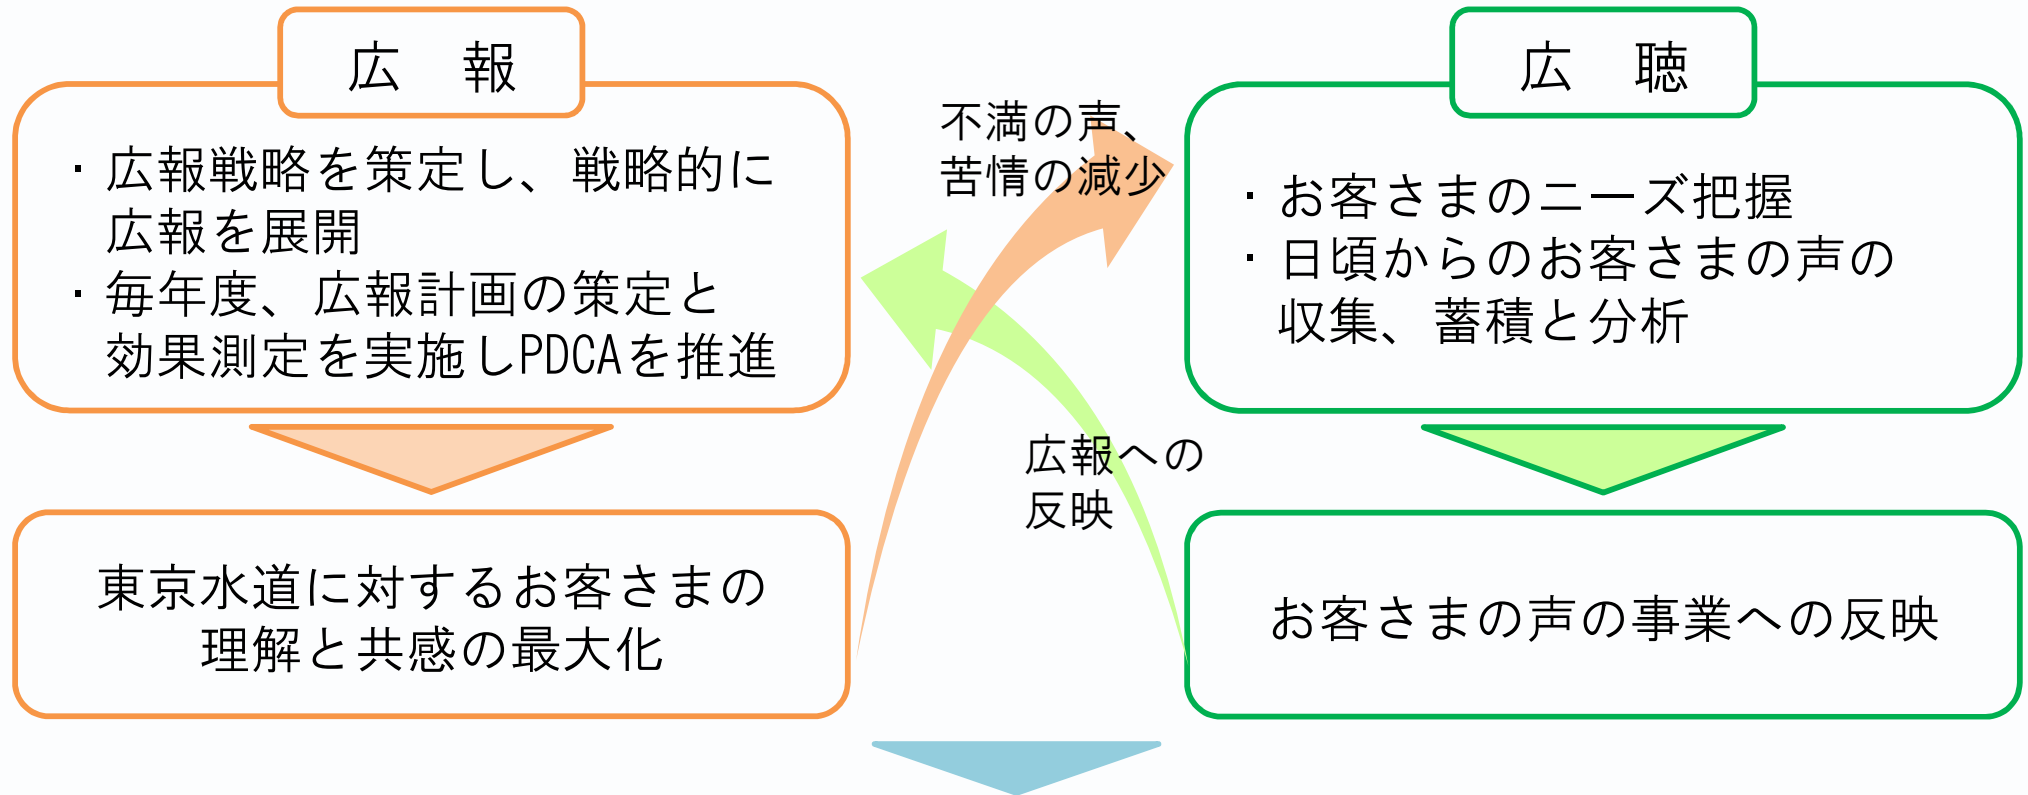 広　報
・広報戦略を策定し、戦略的に
広報を展開
・毎年度、広報計画の策定と
効果測定を実施しPDCAを推進
東京水道に対するお客さまの
理解と共感の最大化
不満の声、
苦情の減少
広報への
反映
広　聴
・お客さまのニーズ把握
・日頃からのお客さまの声の
収集、蓄積と分析
お客さまの声の事業への反映